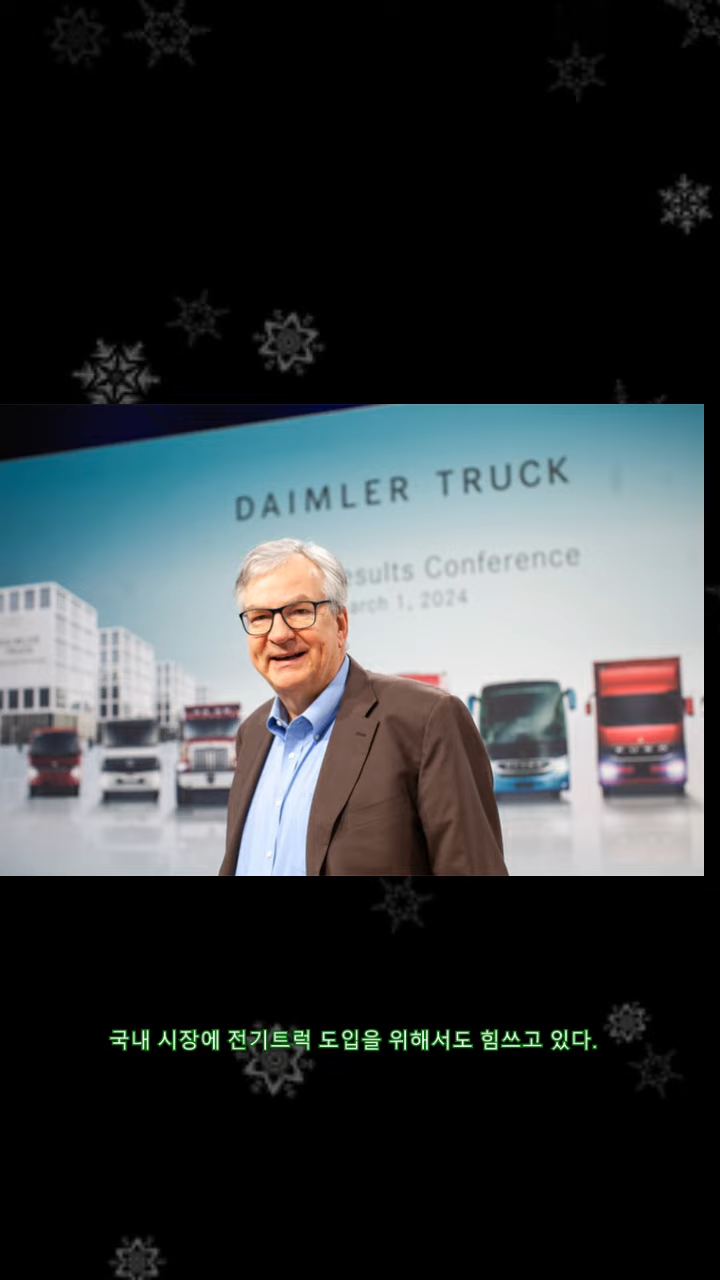 DAIMLER TRUCK
esults Conference
arch 1, 2024
국내 시장에 전기트럭 도입을 위해서도 힘쓰고 있다.